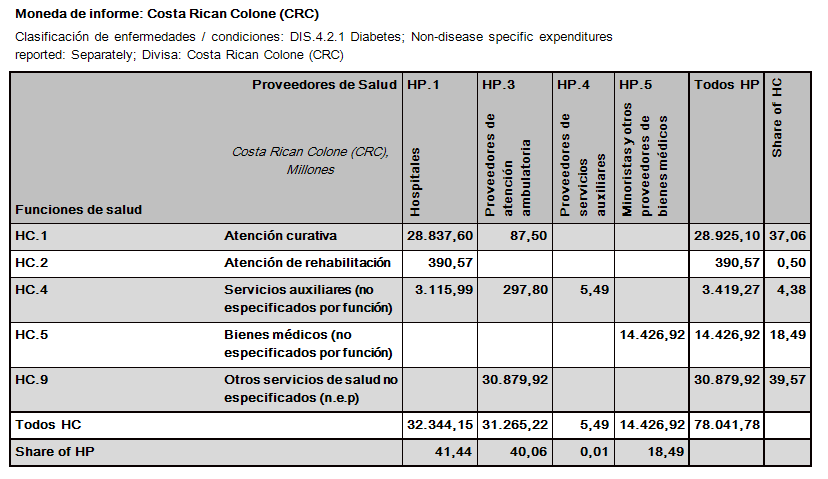 Moneda de informe: Costa Rican Colone (CRC)
Clasificación de enfermedades / condiciones: DIS.4.2.1 Diabetes; Non-disease specific expenditures
reported: Separately; Divisa: Costa Rican Colone (CRC)
Proveedores de Salud HP.1 HP.3 HP.4 HP.5 Todos HP Share of HC
Costa Rican Colone (CRC),
Millones
Hospitales
Proveedores de
atención
ambulatoria
Proveedores de
servicios
auxiliares
Minoristas y otros
proveedores de
bienes médicos
Funciones de salud
HC.1 Atención curativa 28.837,60 87,50 28.925,10 37,06
HC.2 Atención de rehabilitación 390,57 390,57 0,50
HC.4 Servicios auxiliares (no 3.115,99 297,80 5,49 3.419,27 4,38
especificados por función)
HC.5 Bienes médicos (no 14.426,92 14.426,92 18,49
especificados por función)
HC.9 Otros servicios de salud no 30.879,92 30.879,92 39,57
especificados (n.e.p)
Todos HC 32.344,15 31.265,22 5,49 14.426,92 78.041,78
Share of HP 41,44 40,06 0,01 18,49